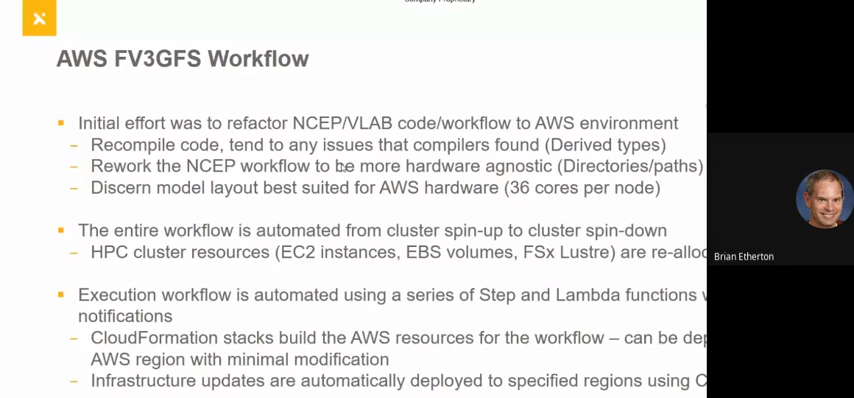 Company Proprietary
AWS FV3GFS Workflow
▪ Initial effort was to refactor NCEP/VLAB code/workflow to AWS environment
– Recompile code, tend to any issues that compilers found (Derived types)
– Rework the NCEP workflow to be more hardware agnostic (Directories/paths)
– Discern model layout best suited for AWS hardware (36 cores per node)
▪ The entire workflow is automated from cluster spin-up to cluster spin-down
– HPC cluster resources (EC2 instances, EBS volumes, FSx Lustre) are re-alloc
Brian Etherton
▪ Execution workflow is automated using a series of Step and Lambda functions
notifications
– CloudFormation stacks build the AWS resources for the workflow – can be dep
AWS region with minimal modification
– Infrastructure updates are automatically deployed to specified regions using C